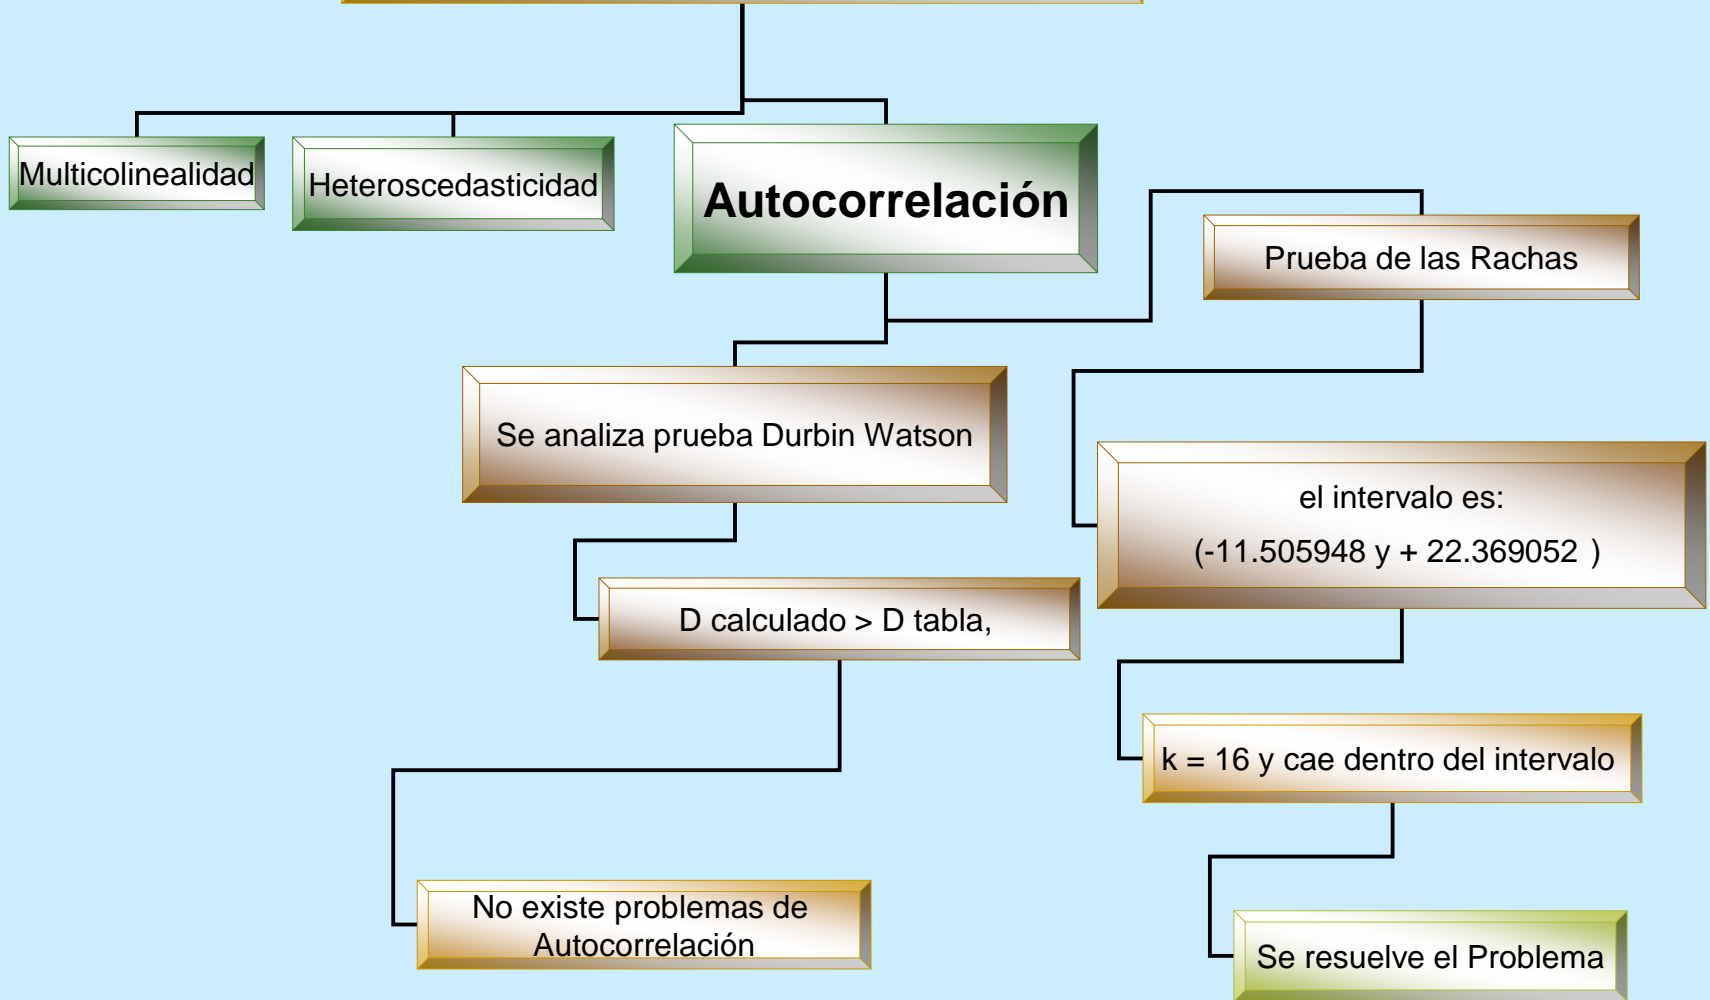 Multicolinealidad
Heteroscedasticidad
Autocorrelación
Prueba de las Rachas
Se analiza prueba Durbin Watson
el intervalo es:
(-11.505948 y + 22.369052 )
D calculado > D tabla,
k = 16 y cae dentro del intervalo
No existe problemas de
Autocorrelación
Se resuelve el Problema